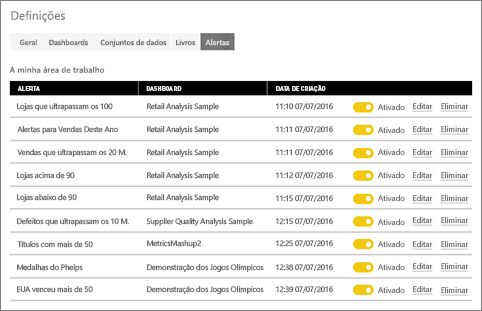 Definições
Geral Dashboards Conjuntos de dados Livros Alertas
A minha área de trabalho
ALERTA DASHBOARD DATA DE CRIAÇÃO
Lojas que ultrapassam os 100 Retail Analysis Sample 11:10 07/07/2016 Ativado Editar Eliminar
Alertas para Vendas Deste Ano Retail Analysis Sample 11:11 07/07/2016 Ativado Editar Eliminar
Vendas que ultrapassam os 20 M. Retail Analysis Sample 11:11 07/07/2016 Ativado Editar Eliminar
Lojas acima de 90 Retail Analysis Sample 11:12 07/07/2016 Ativado Editar Eliminar
Lojas abaixo de 90 Retail Analysis Sample 11:15 07/07/2016 Ativado Editar Eliminar
Defeitos que ultrapassam os 10 M. Supplier Quality Analysis Sample 12:15 07/07/2016 Ativado Editar Eliminar
Títulos com mais de 50 MetricsMashup2 12:25 07/07/2016 Ativado Editar Eliminar
Medalhas do Phelps Demonstração dos Jogos Olímpicos 12:38 07/07/2016 Ativado Editar Eliminar
EUA venceu mais de 50 Demonstração dos Jogos Olímpicos 12:39 07/07/2016 Ativado Editar Eliminar